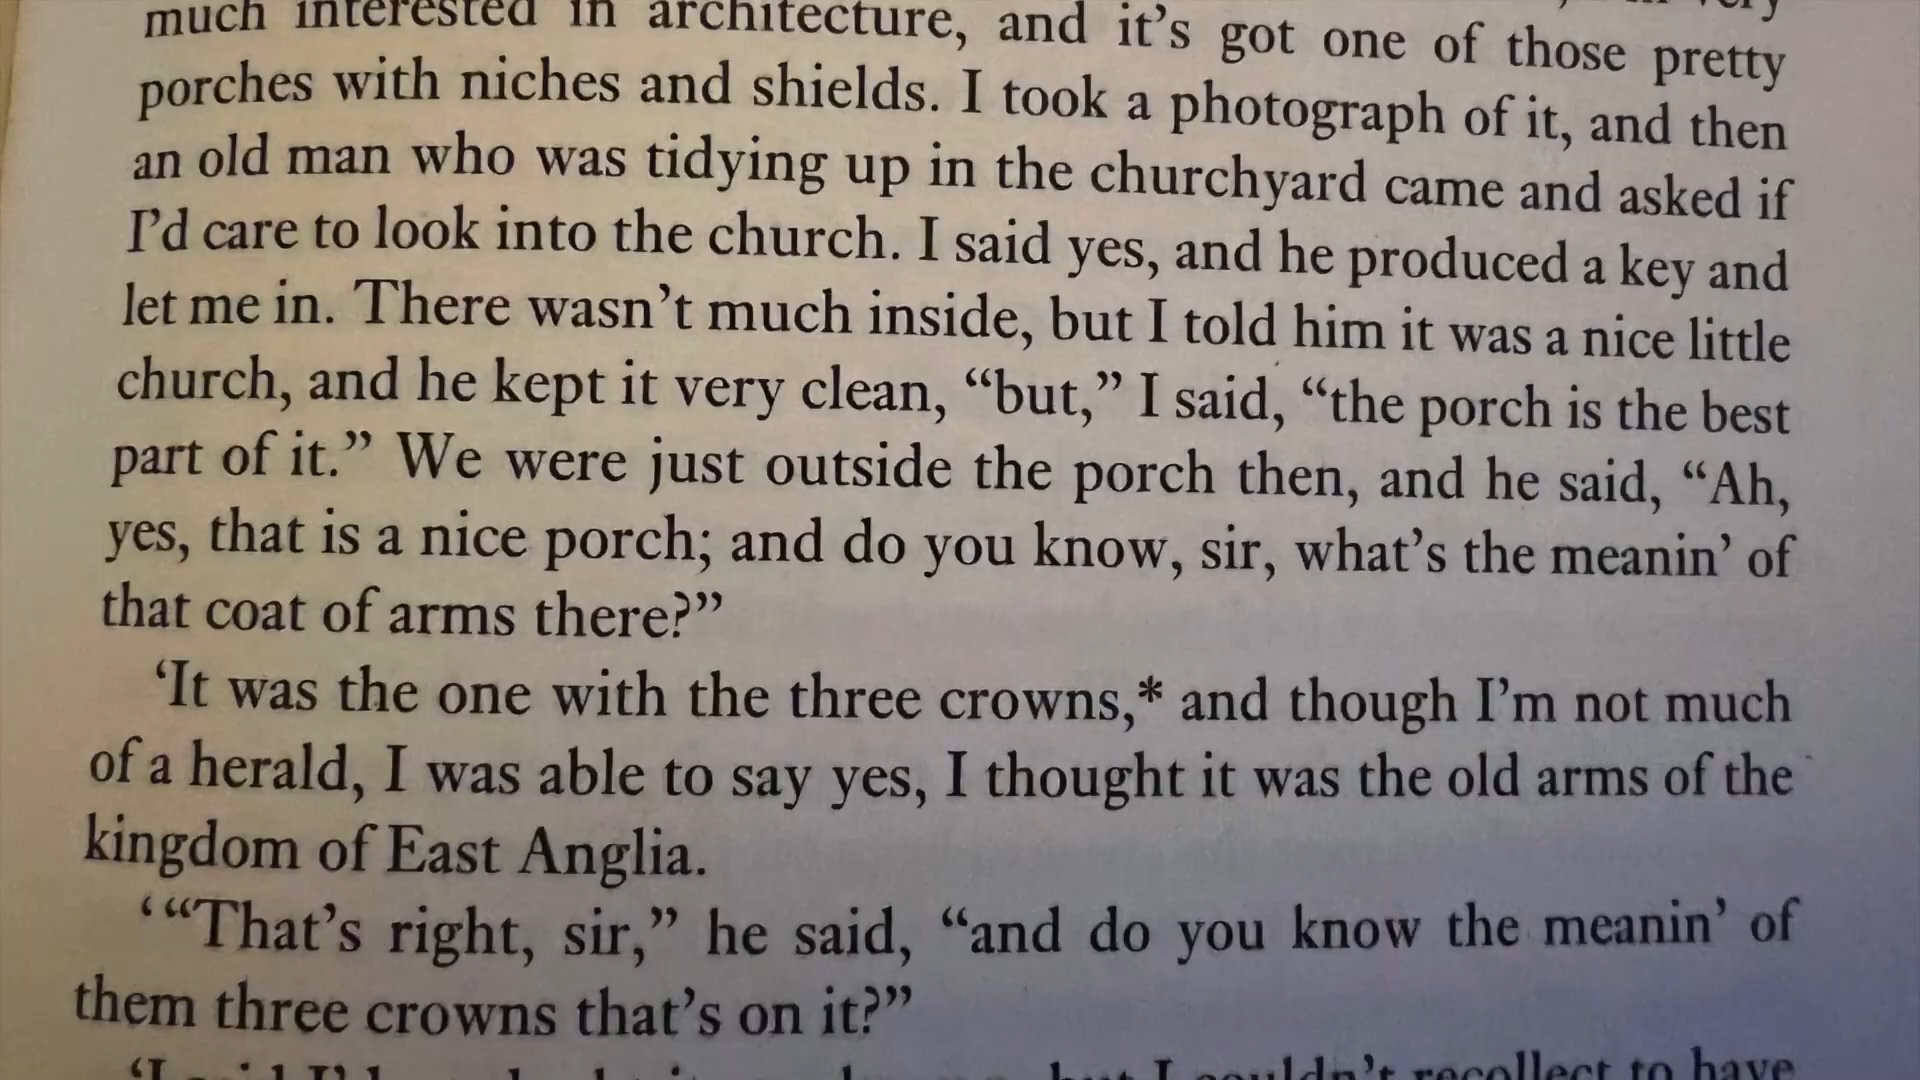 much interested in architecture, and it’s got one of those pretty
porches with niches and shields. I took a photograph of it, and then
an old man who was tidying up in the churchyard came and asked if
I’d care to look into the church. I said yes, and he produced a key and
let me in. There wasn’t much inside, but I told him it was a nice little
church, and he kept it very clean, “but,” I said, “the porch is the best
part of it.” We were just outside the porch then, and he said, “Ah,
yes, that is a nice porch; and do you know, sir, what’s the meanin’ of
that coat of arms there?”
‘It was the one with the three crowns,* and though I’m not much
of a herald, I was able to say yes, I thought it was the old arms of the
kingdom of East Anglia.
‘“That’s right, sir,” he said, “and do you know the meanin’ of
them three crowns that’s on it?”
but I couldn’t recollect to have